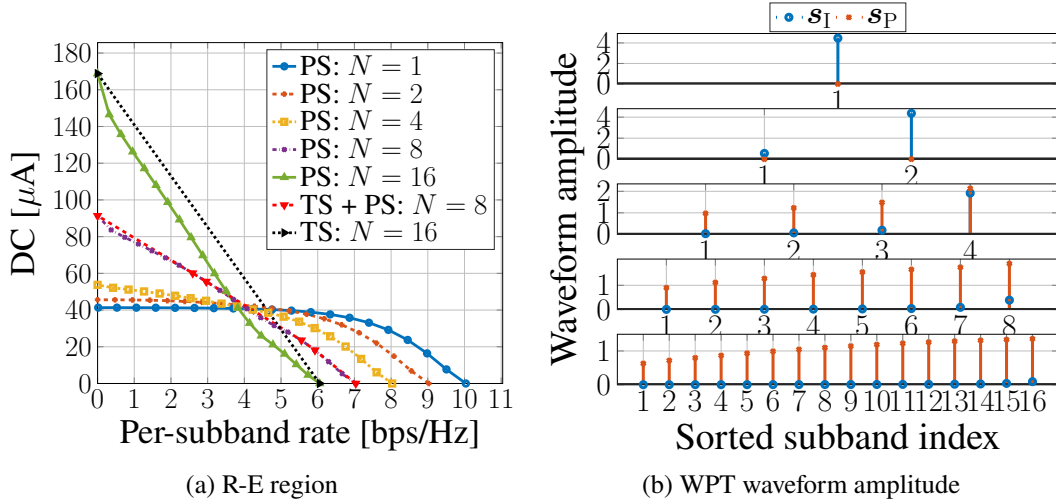 180
160
140
120
100
80
60
40
20
0
DC [μA]
0 1 2 3 4 5 6 7 8 9 10 11
Per-subband rate [bps/Hz]
PS: N = 1
PS: N = 2
PS: N = 4
PS: N = 8
PS: N = 16
TS + PS: N = 8
TS: N = 16
(a) R-E region
s_I s_P
Waveform amplitude
4
2
0
1
4
2
0
1 2
2
1
0
1 2 3 4
1
0
1 2 3 4 5 6 7 8
1
0
1 2 3 4 5 6 7 8 9 10 11 12 13 14 15 16
Sorted subband index
(b) WPT waveform amplitude